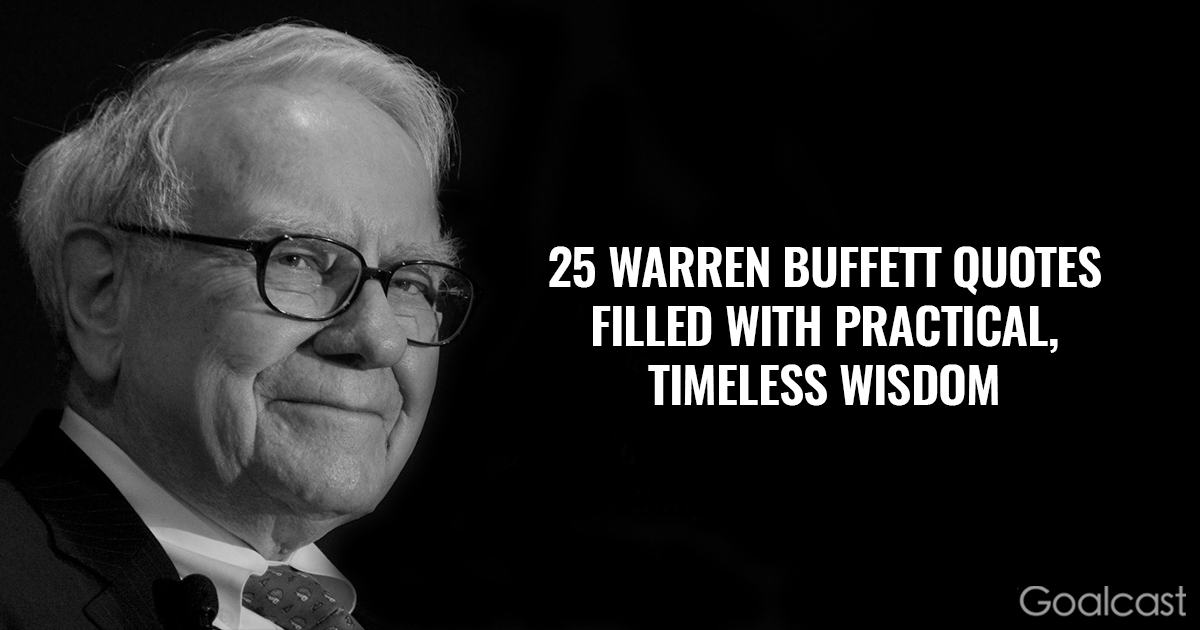 25 WARREN BUFFETT QUOTES
FILLED WITH PRACTICAL,
TIMELESS WISDOM
Goalcast